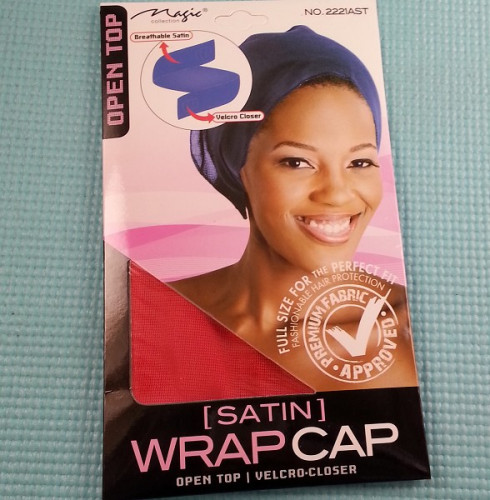 Magic®
collection
NO. 2221AST
OPEN TOP
Breathable Satin
Velcro Closer
FULL SIZE FOR THE PERFECT FIT
FASHIONABLE HAIR PROTECTION
PREMIUM FABRIC
• APPROVED •
[SATIN]
WRAP CAP
OPEN TOP | VELCRO·CLOSER